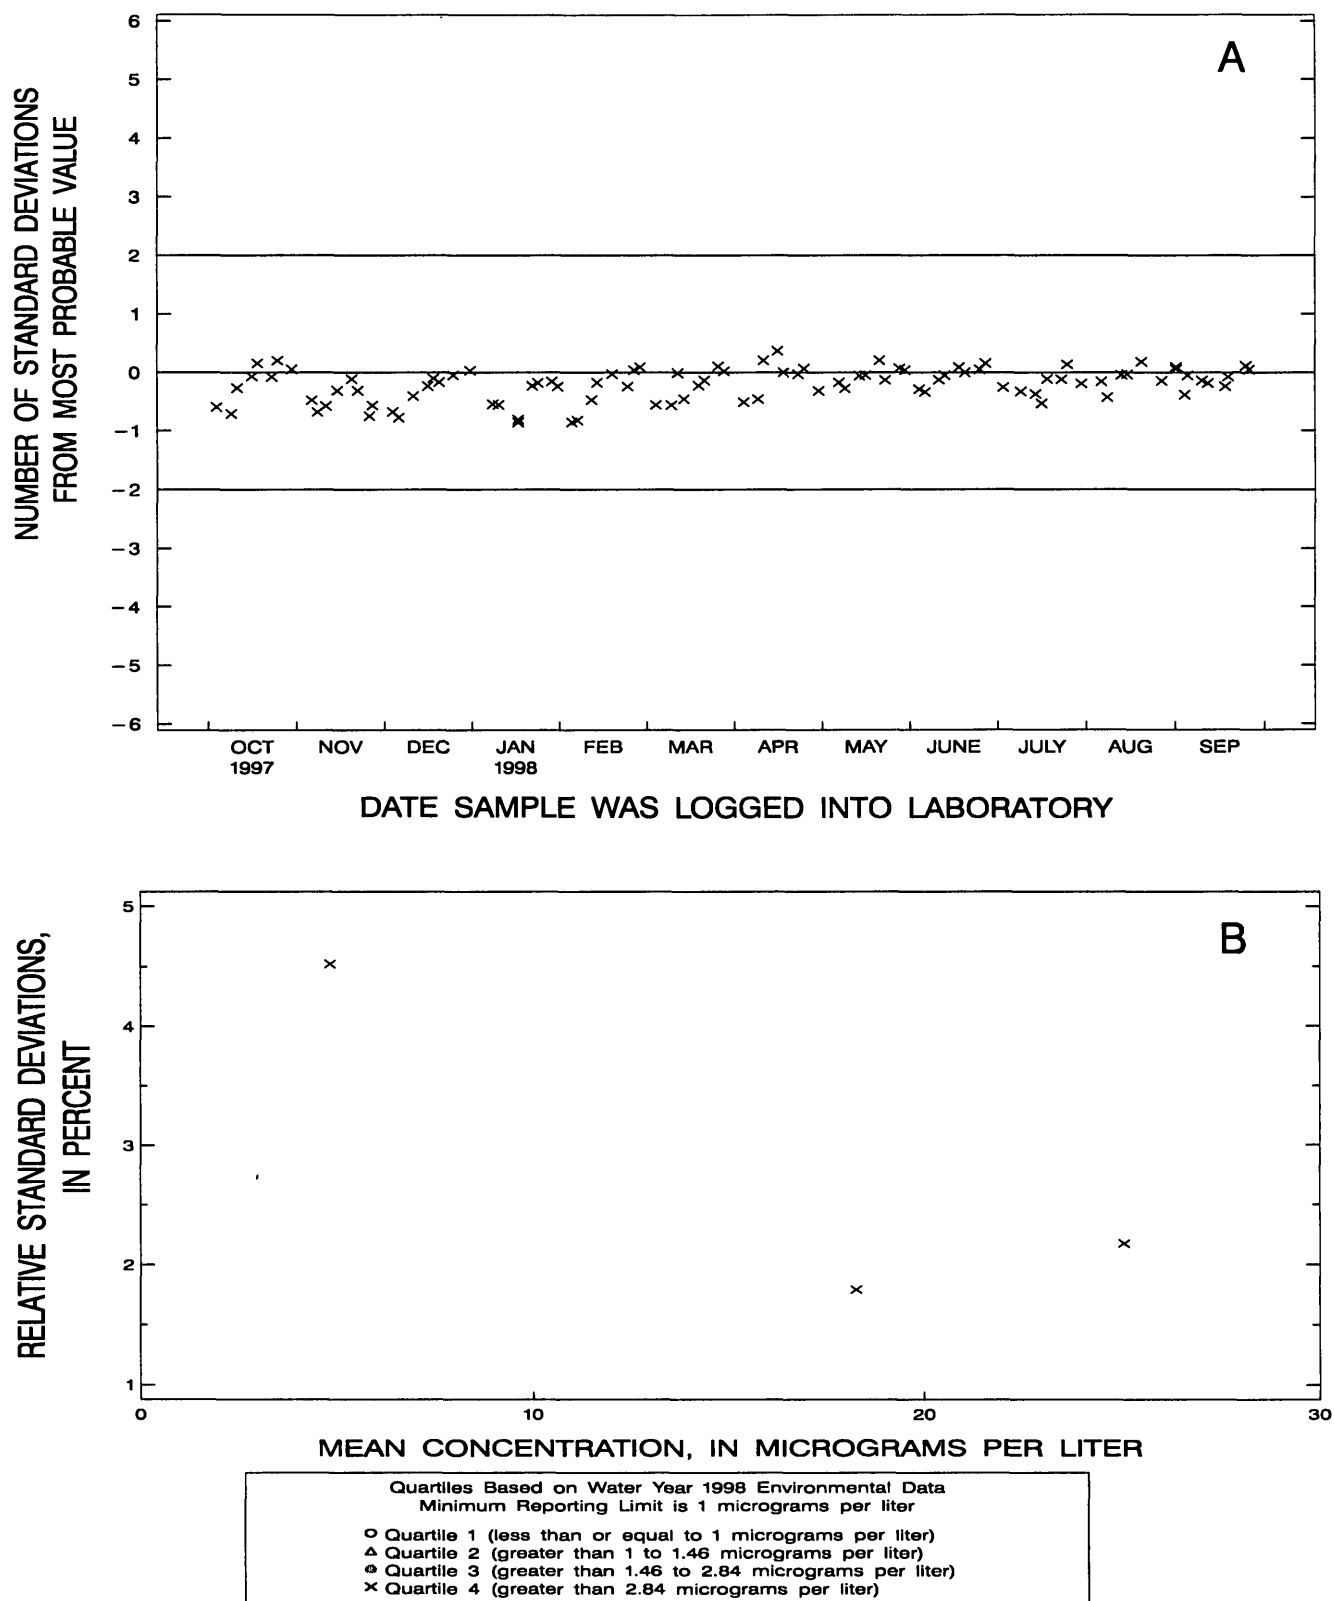 A
NUMBER OF STANDARD DEVIATIONS
FROM MOST PROBABLE VALUE
6
5
4
3
2
1
0
−1
−2
−3
−4
−5
−6
OCT NOV DEC JAN FEB MAR APR MAY JUNE JULY AUG SEP
1997 1998
DATE SAMPLE WAS LOGGED INTO LABORATORY
B
RELATIVE STANDARD DEVIATIONS,
IN PERCENT
5
4
3
2
1
0 10 20 30
MEAN CONCENTRATION, IN MICROGRAMS PER LITER
Quartiles Based on Water Year 1998 Environmental Data
Minimum Reporting Limit is 1 micrograms per liter
Quartile 1 (less than or equal to 1 micrograms per liter)
Quartile 2 (greater than 1 to 1.46 micrograms per liter)
Quartile 3 (greater than 1.46 to 2.84 micrograms per liter)
Quartile 4 (greater than 2.84 micrograms per liter)